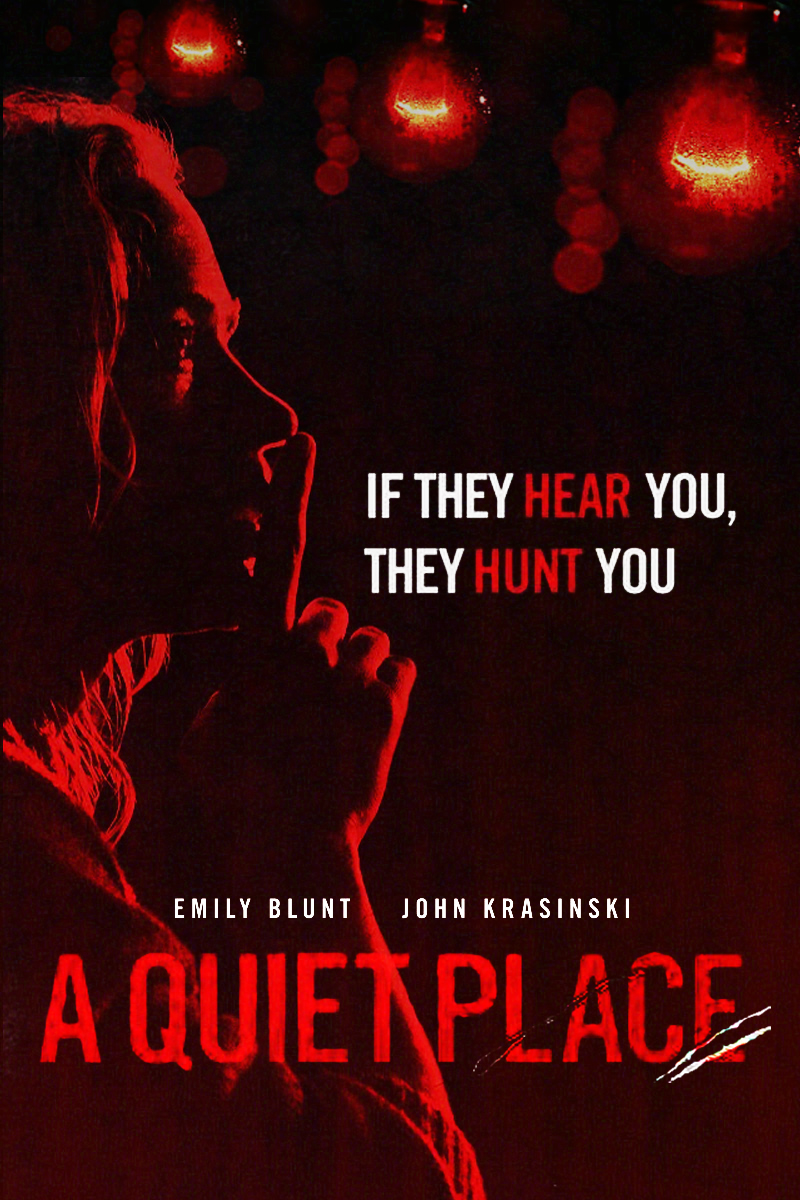 IF THEY HEAR YOU,
THEY HUNT YOU
EMILY BLUNT JOHN KRASINSKI
A QUIET PLACE